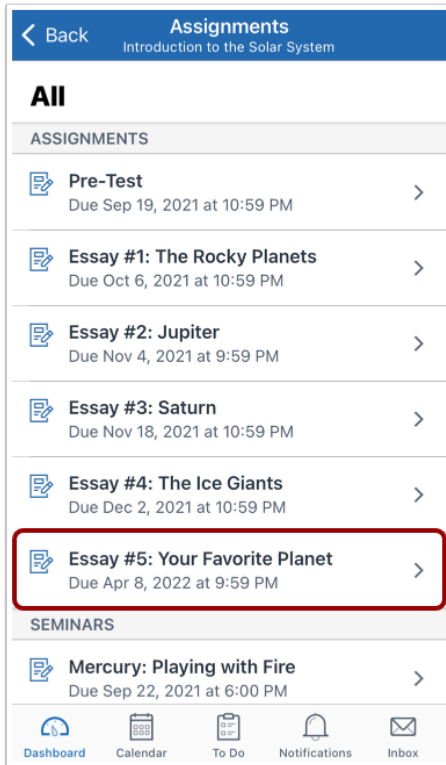 Back
Assignments
Introduction to the Solar System
All
ASSIGNMENTS
Pre-Test
Due Sep 19, 2021 at 10:59 PM
Essay #1: The Rocky Planets
Due Oct 6, 2021 at 10:59 PM
Essay #2: Jupiter
Due Nov 4, 2021 at 9:59 PM
Essay #3: Saturn
Due Nov 18, 2021 at 10:59 PM
Essay #4: The Ice Giants
Due Dec 2, 2021 at 10:59 PM
Essay #5: Your Favorite Planet
Due Apr 8, 2022 at 9:59 PM
SEMINARS
Mercury: Playing with Fire
Due Sep 22, 2021 at 6:00 PM
Dashboard Calendar To Do Notifications Inbox